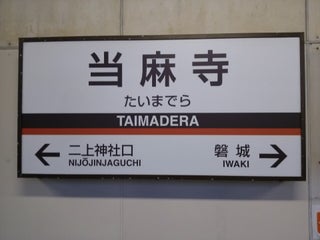 当麻寺
たいまでら
TAIMADERA
← 二上神社口 磐城 →
NIJŌJINJAGUCHI IWAKI